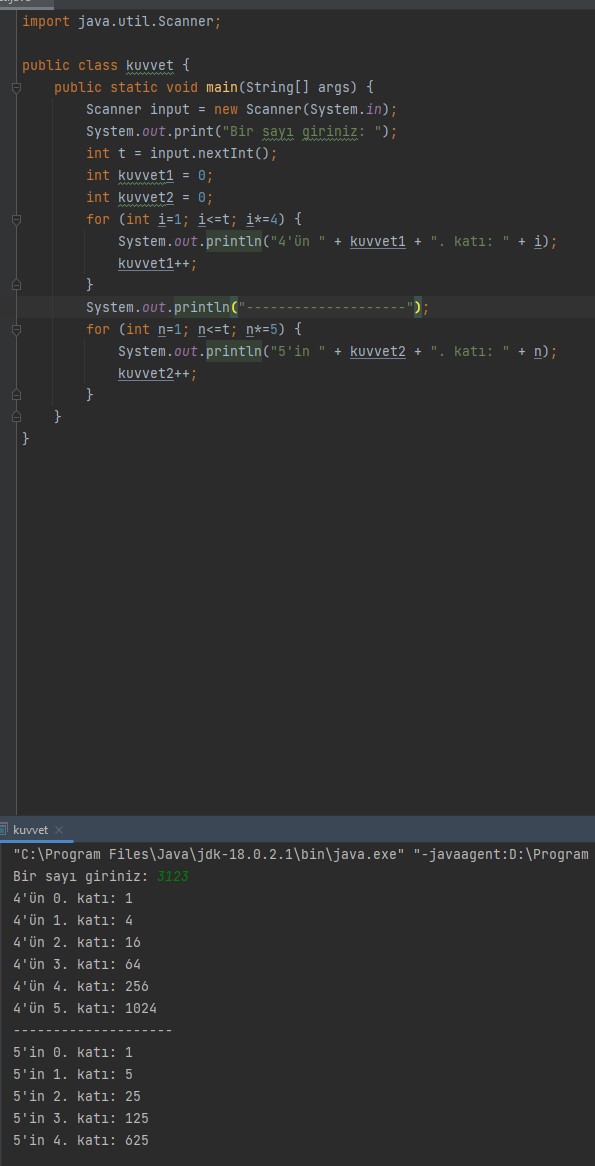 import java.util.Scanner;
public class kuvvet {
public static void main(String[] args) {
Scanner input = new Scanner(System.in);
System.out.print("Bir sayı giriniz: ");
int t = input.nextInt();
int kuvvet1 = 0;
int kuvvet2 = 0;
for (int i=1; i<=t; i*=4) {
System.out.println("4'ün " + kuvvet1 + ". katı: " + i);
kuvvet1++;
}
System.out.println("--------------------");
for (int n=1; n<=t; n*=5) {
System.out.println("5'in " + kuvvet2 + ". katı: " + n);
kuvvet2++;
}
}
}
kuvvet
"C:\Program Files\Java\jdk-18.0.2.1\bin\java.exe" "-javaagent:D:\Program
Bir sayı giriniz: 3123
4'ün 0. katı: 1
4'ün 1. katı: 4
4'ün 2. katı: 16
4'ün 3. katı: 64
4'ün 4. katı: 256
4'ün 5. katı: 1024
--------------------
5'in 0. katı: 1
5'in 1. katı: 5
5'in 2. katı: 25
5'in 3. katı: 125
5'in 4. katı: 625